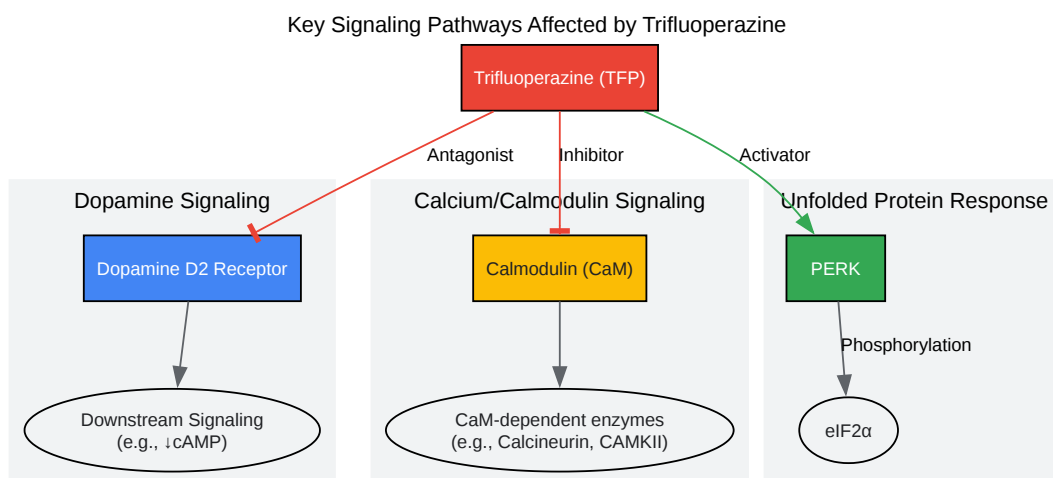 Key Signaling Pathways Affected by Trifluoperazine
Trifluoperazine (TFP)
Antagonist
Inhibitor
Activator
Dopamine Signaling
Calcium/Calmodulin Signaling
Unfolded Protein Response
Dopamine D2 Receptor
Calmodulin (CaM)
PERK
Phosphorylation
Downstream Signaling
(e.g., ↓cAMP)
CaM-dependent enzymes
(e.g., Calcineurin, CAMKII)
eIF2α